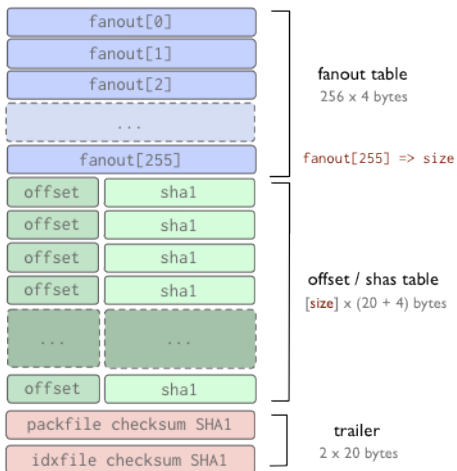 fanout[0]
fanout[1]
fanout[2]
...
fanout[255]
fanout table
256 x 4 bytes
fanout[255] => size
offset sha1
offset sha1
offset sha1
offset sha1
... ...
offset sha1
offset / shas table
[size] x (20 + 4) bytes
packfile checksum SHA1
idxfile checksum SHA1
trailer
2 x 20 bytes